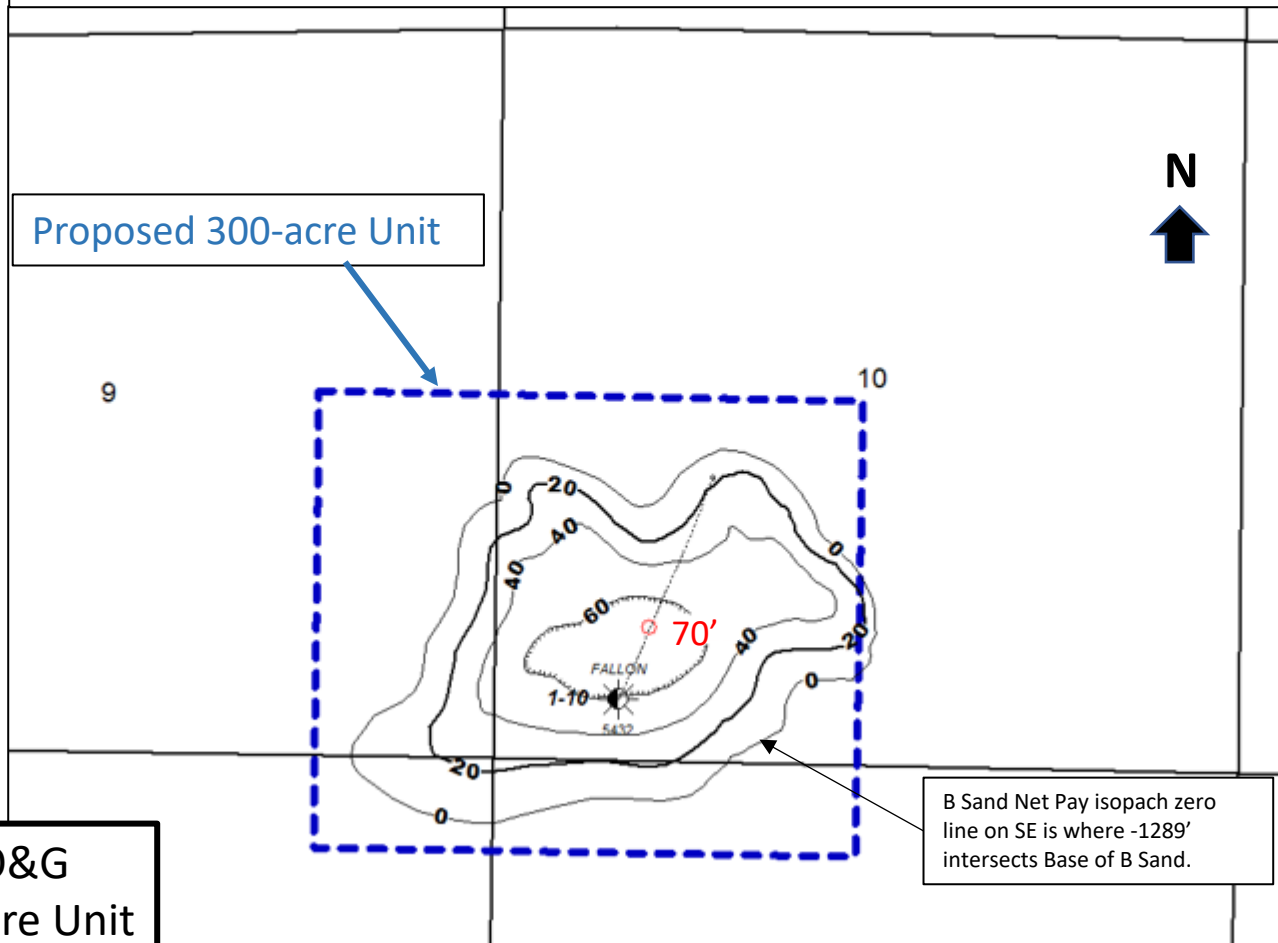 N
Proposed 300-acre Unit
9
10
0
20
0
40
40
60
70’
40
20
FALLON
1-10
5432
0
20
0
B Sand Net Pay isopach zero
line on SE is where -1289’
intersects Base of B Sand.
O&G
re Unit